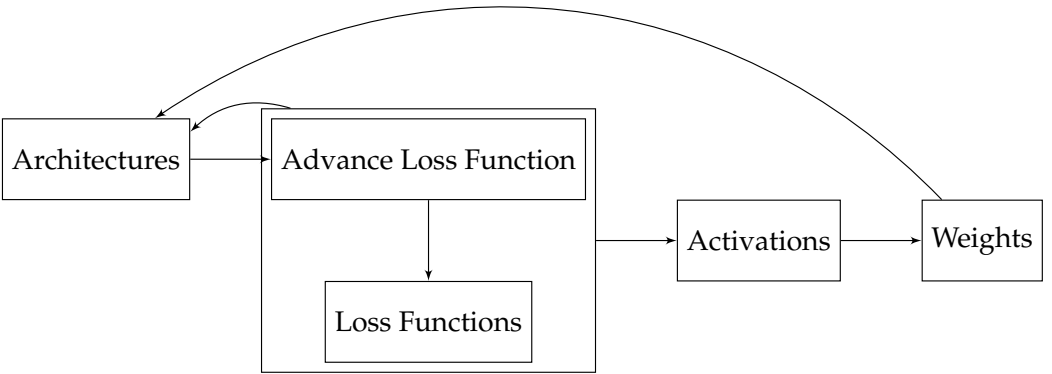 Architectures
Advance Loss Function
Loss Functions
Activations
Weights